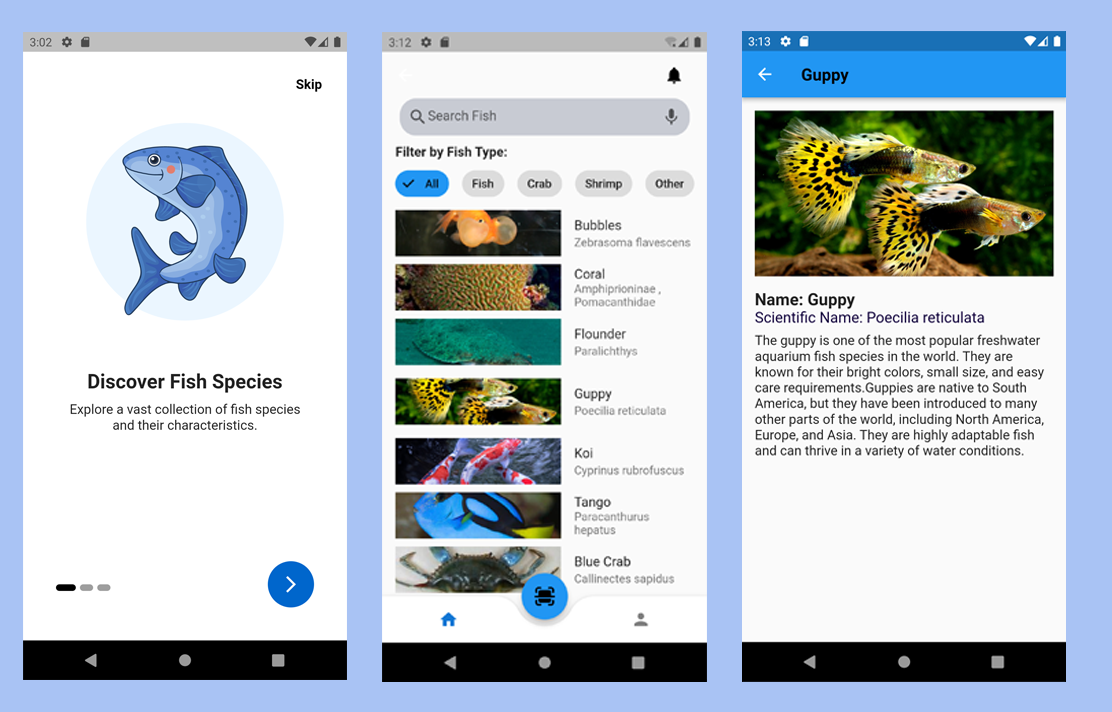 3:02
Skip
Discover Fish Species
Explore a vast collection of fish species
and their characteristics.
3:12
Search Fish
Filter by Fish Type:
All Fish Crab Shrimp Other
Bubbles
Zebrasoma flavescens
Coral
Amphiprioninae ,
Pomacanthidae
Flounder
Paralichthys
Guppy
Poecilia reticulata
Koi
Cyprinus rubrofuscus
Tango
Paracanthurus
hepatus
Blue Crab
Callinectes sapidus
3:13
Guppy
Name: Guppy
Scientific Name: Poecilia reticulata
The guppy is one of the most popular freshwater
aquarium fish species in the world. They are
known for their bright colors, small size, and easy
care requirements.Guppies are native to South
America, but they have been introduced to many
other parts of the world, including North America,
Europe, and Asia. They are highly adaptable fish
and can thrive in a variety of water conditions.